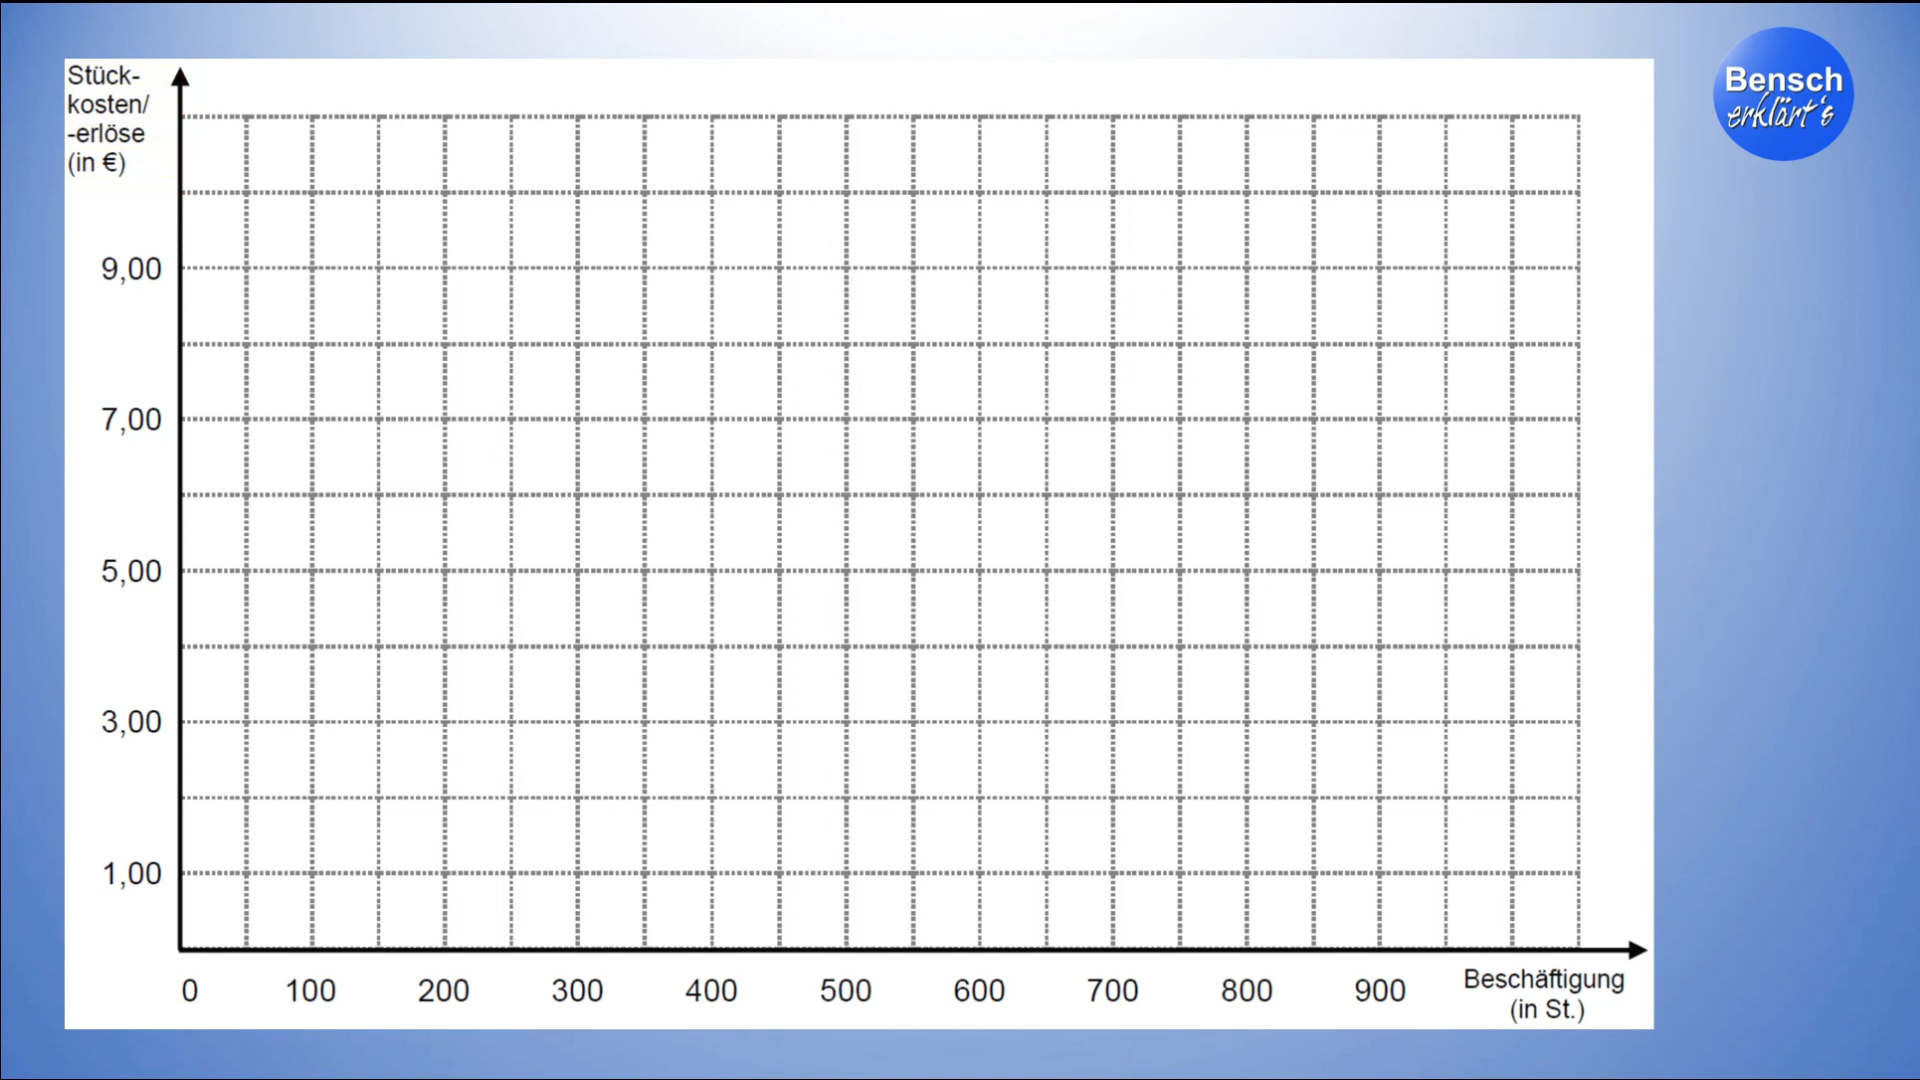 Stück-
kosten/
-erlöse
(in €)
9,00
7,00
5,00
3,00
1,00
0 100 200 300 400 500 600 700 800 900
Beschäftigung
(in St.)
Bensch
erklärt's